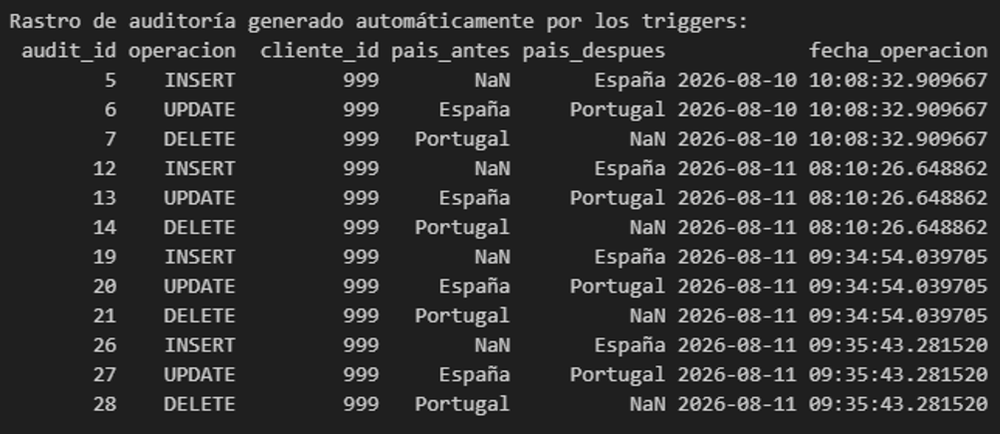 Rastro de auditoría generado automáticamente por los triggers:
audit_id operacion cliente_id pais_antes pais_despues fecha_operacion
5 INSERT 999 NaN España 2026-08-10 10:08:32.909667
6 UPDATE 999 España Portugal 2026-08-10 10:08:32.909667
7 DELETE 999 Portugal NaN 2026-08-10 10:08:32.909667
12 INSERT 999 NaN España 2026-08-11 08:10:26.648862
13 UPDATE 999 España Portugal 2026-08-11 08:10:26.648862
14 DELETE 999 Portugal NaN 2026-08-11 08:10:26.648862
19 INSERT 999 NaN España 2026-08-11 09:34:54.039705
20 UPDATE 999 España Portugal 2026-08-11 09:34:54.039705
21 DELETE 999 Portugal NaN 2026-08-11 09:34:54.039705
26 INSERT 999 NaN España 2026-08-11 09:35:43.281520
27 UPDATE 999 España Portugal 2026-08-11 09:35:43.281520
28 DELETE 999 Portugal NaN 2026-08-11 09:35:43.281520